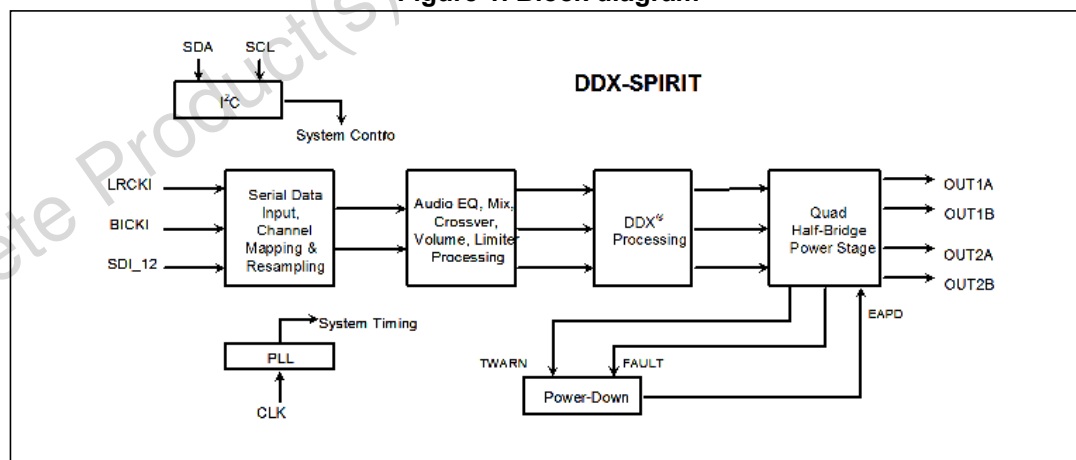 Figure 1. Block diagram
SDA
SCL
DDX-SPIRIT
I²C
System Contro
LRCKI
BICKI
SDI_12
Serial Data
Input,
Channel
Mapping &
Resampling
Audio EQ, Mix,
Crossver,
Volume, Limiter
Processing
DDX®
Processing
Quad
Half-Bridge
Power Stage
OUT1A
OUT1B
OUT2A
OUT2B
EAPD
System Timing
PLL
CLK
TWARN
FAULT
Power-Down
ete Product(s)